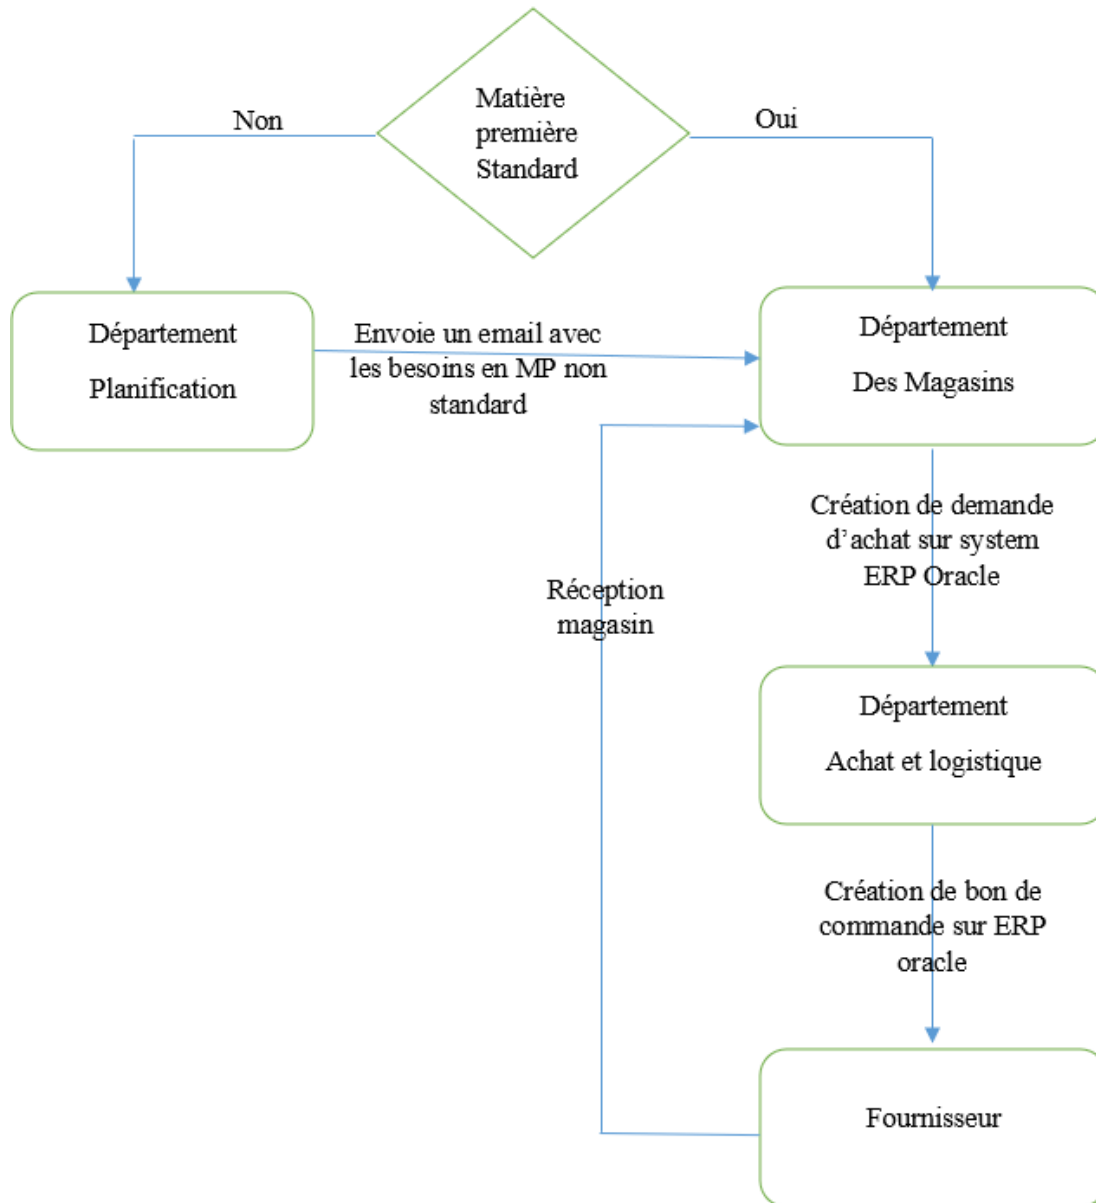 Matière
première
Standard
Non
Oui
Département
Planification
Envoie un email avec
les besoins en MP non
standard
Département
Des Magasins
Création de demande
d’achat sur system
ERP Oracle
Réception
magasin
Département
Achat et logistique
Création de bon de
commande sur ERP
oracle
Fournisseur